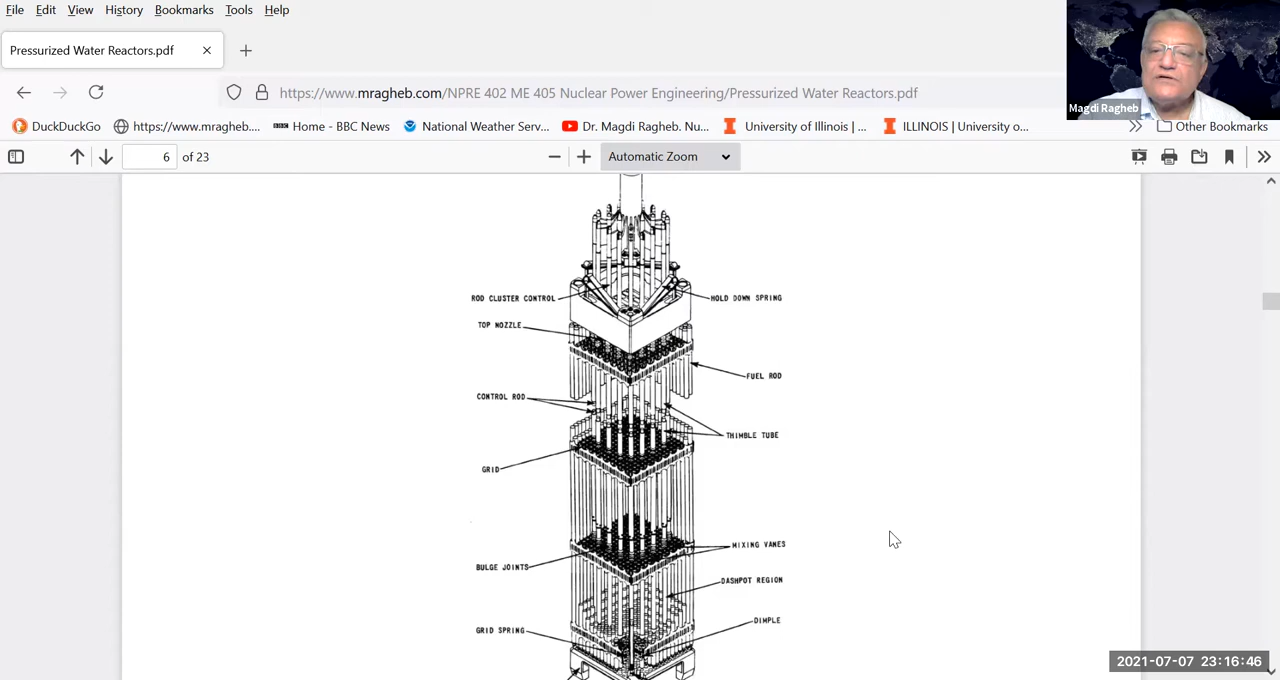 File Edit View History Bookmarks Tools Help
Pressurized Water Reactors.pdf
https://www.mragheb.com/NPRE 402 ME 405 Nuclear Power Engineering/Pressurized Water Reactors.pdf
Magdi Ragheb
DuckDuckGo https://www.mragheb.... Home - BBC News National Weather Serv... Dr. Magdi Ragheb. Nu... University of Illinois |... ILLINOIS | University o... Other Bookmarks
6 of 23 Automatic Zoom
ROD CLUSTER CONTROL HOLD DOWN SPRING
TOP NOZZLE
FUEL ROD
CONTROL ROD
THIMBLE TUBE
GRID
MIXING VANES
BULGE JOINTS
DASHPOT REGION
DIMPLE
GRID SPRING
2021-07-07 23:16:46